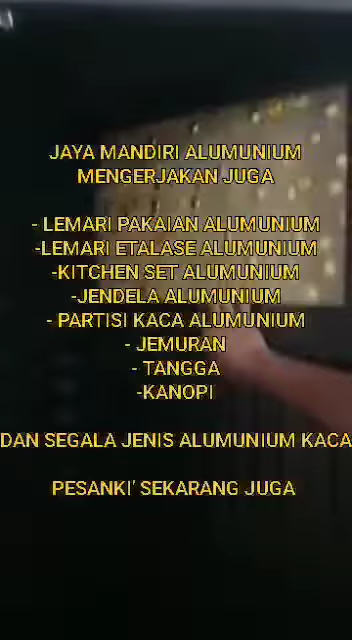 JAYA MANDIRI ALUMUNIUM
MENGERJAKAN JUGA
- LEMARI PAKAIAN ALUMUNIUM
-LEMARI ETALASE ALUMUNIUM
-KITCHEN SET ALUMUNIUM
-JENDELA ALUMUNIUM
- PARTISI KACA ALUMUNIUM
- JEMURAN
- TANGGA
-KANOPI
DAN SEGALA JENIS ALUMUNIUM KACA
PESANKI' SEKARANG JUGA